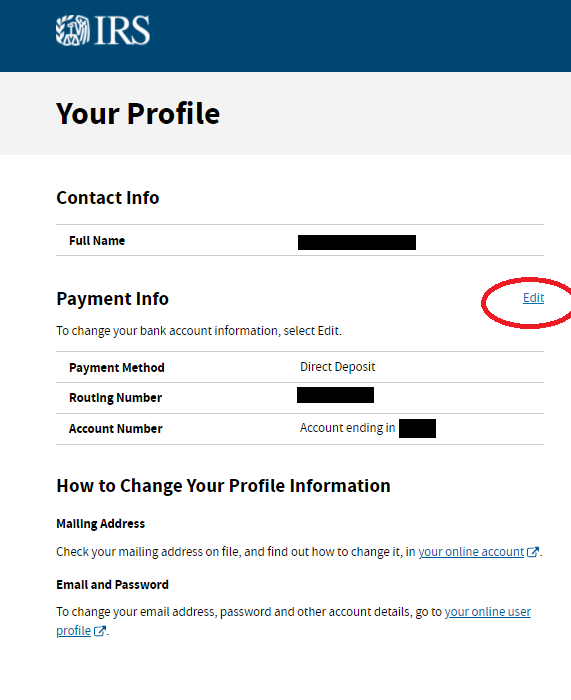 IRS
Your Profile
Contact Info
Full Name
Payment Info
Edit
To change your bank account information, select Edit.
Payment Method Direct Deposit
Routing Number
Account Number Account ending in
How to Change Your Profile Information
Mailing Address
Check your mailing address on file, and find out how to change it, in your online account.
Email and Password
To change your email address, password and other account details, go to your online user
profile.